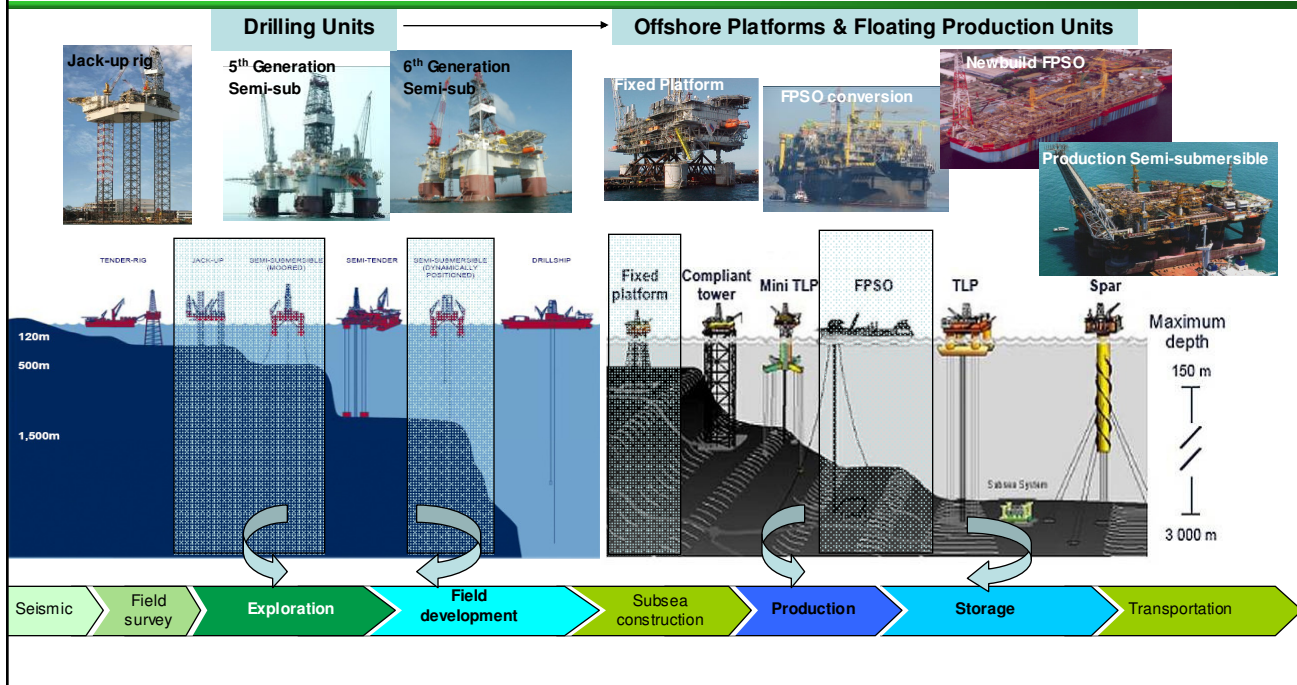 Drilling Units
Offshore Platforms & Floating Production Units
Jack-up rig
5th Generation
Semi-sub
6th Generation
Semi-sub
Fixed Platform
FPSO conversion
Newbuild FPSO
Production Semi-submersible
TENDER-RIG
JACK-UP
SEMI-SUBMERSIBLE
(MOORED)
SEMI-TENDER
SEMI-SUBMERSIBLE
(DYNAMICALLY
POSITIONED)
DRILLSHIP
120m
500m
1,500m
Fixed
platform
Compliant
tower
Mini TLP
FPSO
TLP
Spar
Subsea System
Maximum
depth
150 m
3 000 m
Seismic
Field
survey
Exploration
Field
development
Subsea
construction
Production
Storage
Transportation